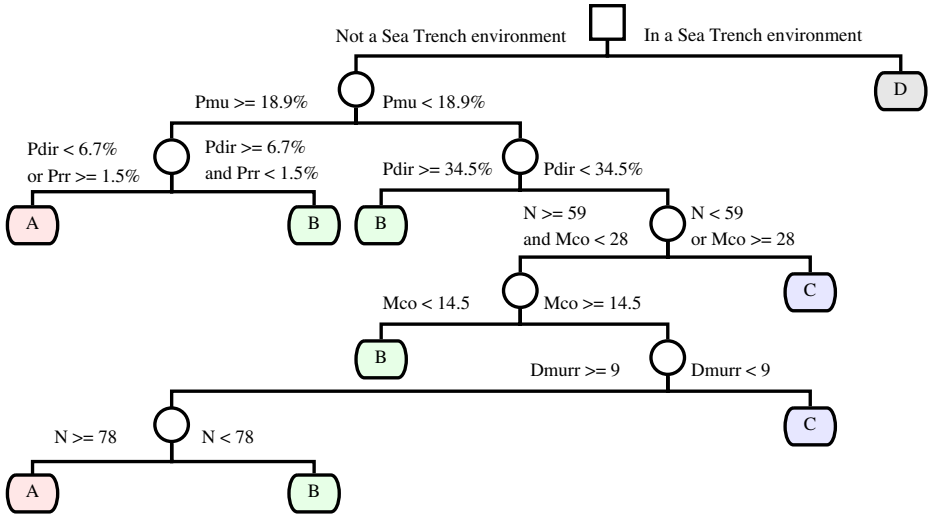 Not a Sea Trench environment
In a Sea Trench environment
D
Pmu >= 18.9%
Pmu < 18.9%
Pdir < 6.7%
or Prr >= 1.5%
Pdir >= 6.7%
and Prr < 1.5%
Pdir >= 34.5%
Pdir < 34.5%
A
B
B
N >= 59
and Mco < 28
N < 59
or Mco >= 28
C
Mco < 14.5
Mco >= 14.5
B
Dmurr >= 9
Dmurr < 9
C
N >= 78
N < 78
A
B